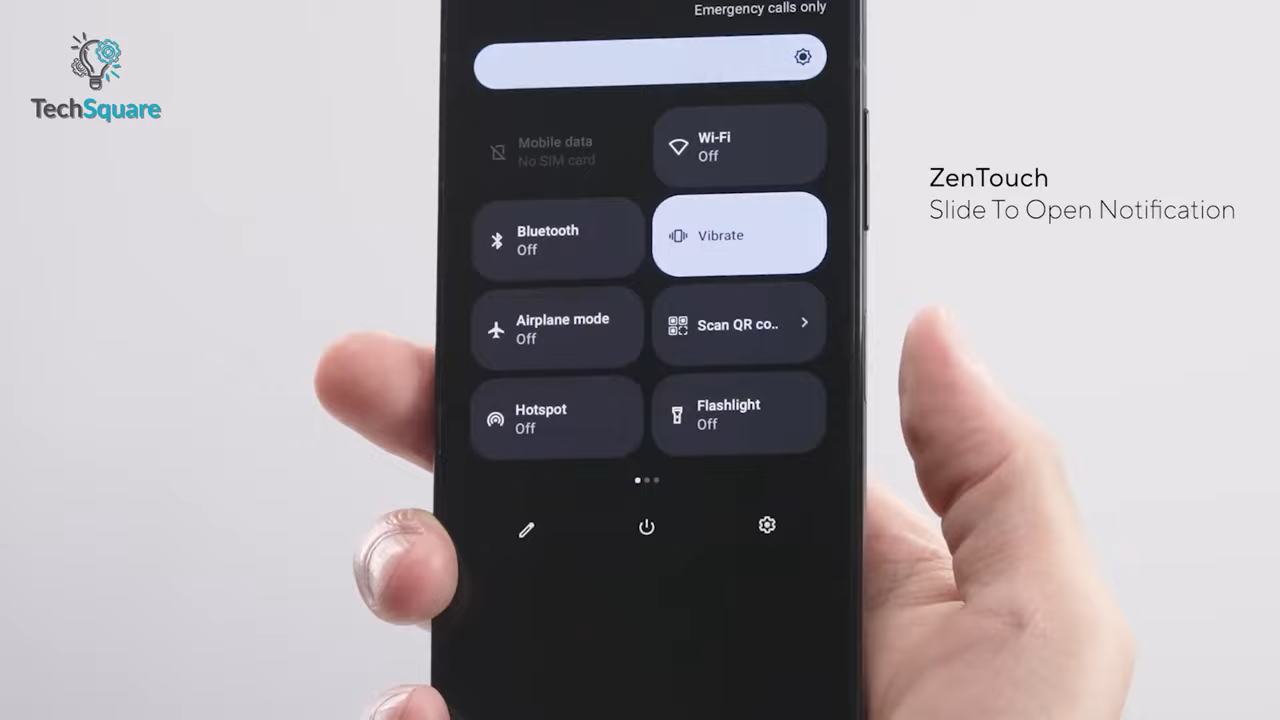 Emergency calls only
TechSquare
Mobile data
No SIM card
Wi-Fi
Off
ZenTouch
Slide To Open Notification
Bluetooth
Off
Vibrate
Airplane mode
Off
Scan QR co..
Hotspot
Off
Flashlight
Off